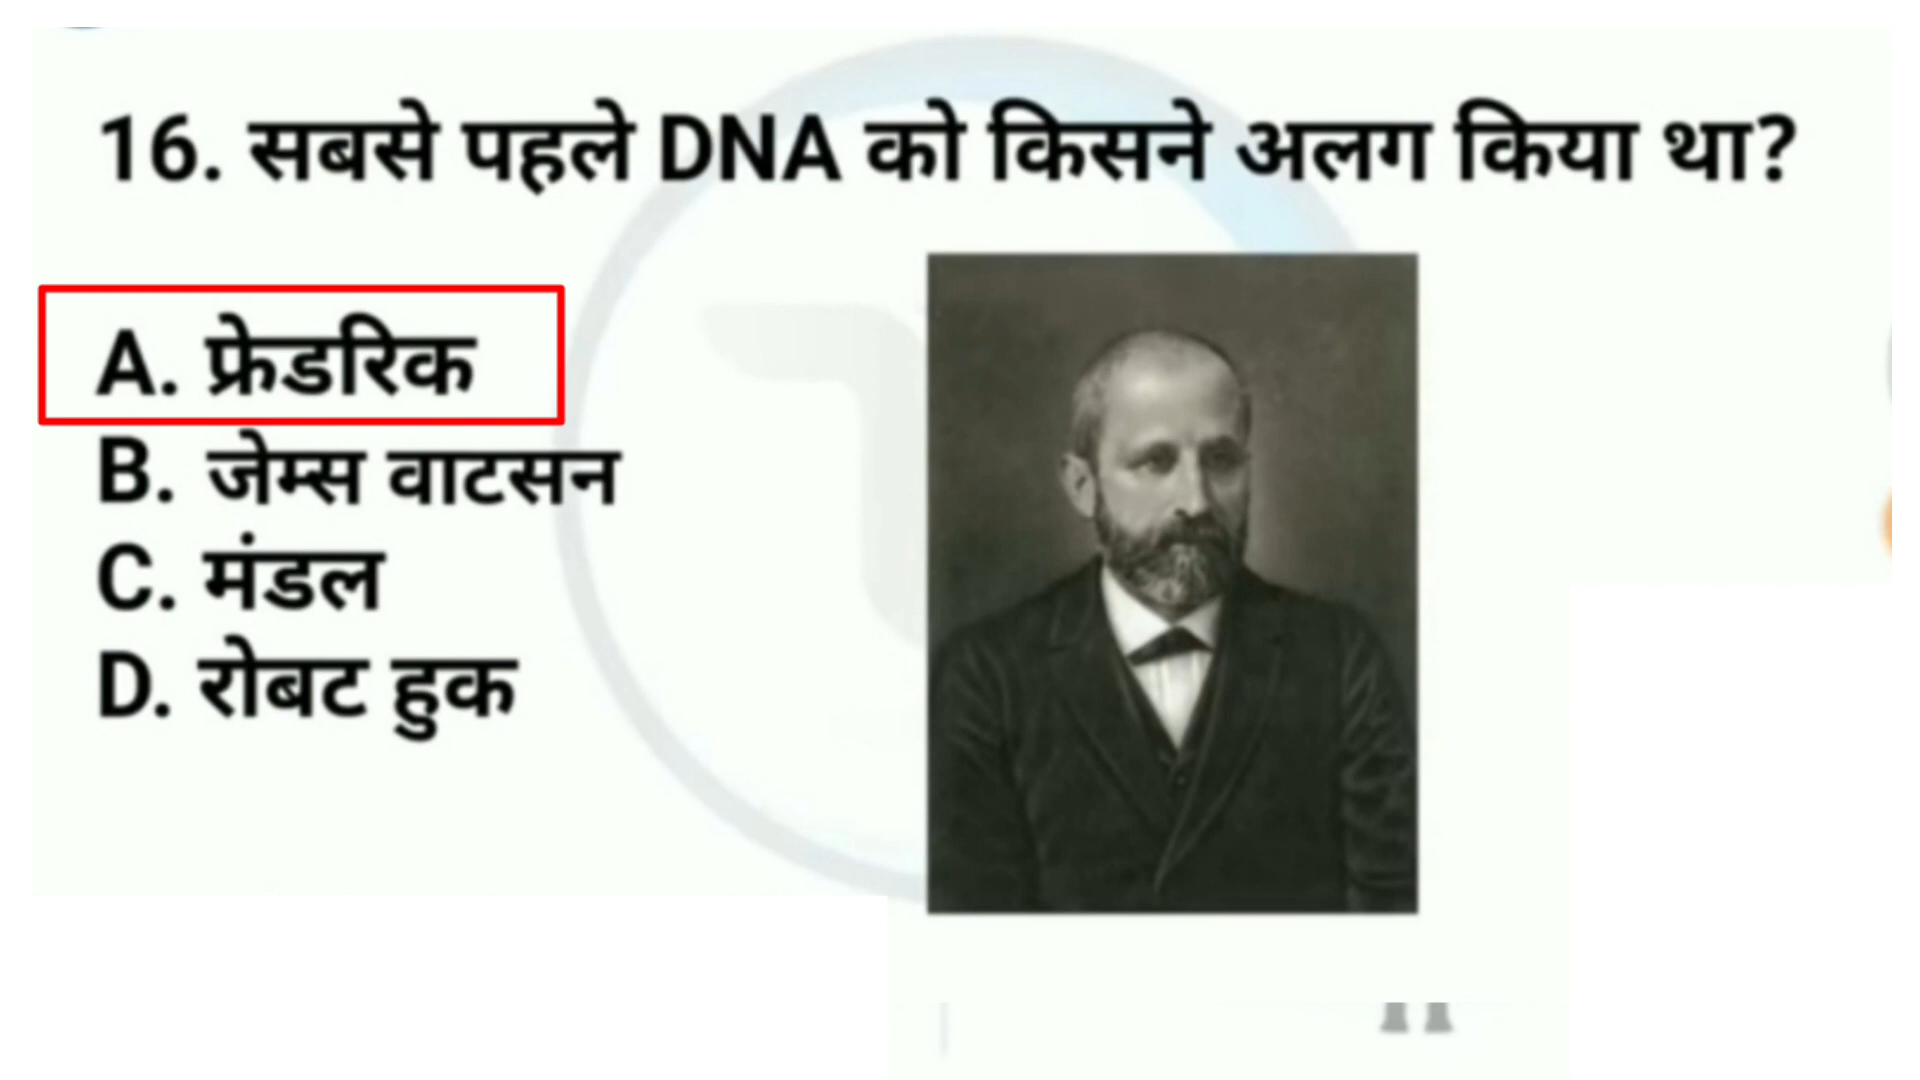 16. सबसे पहले DNA को किसने अलग किया था?
A. फ्रेडरिक
B. जेम्स वाटसन
C. मंडल
D. रोबट हुक